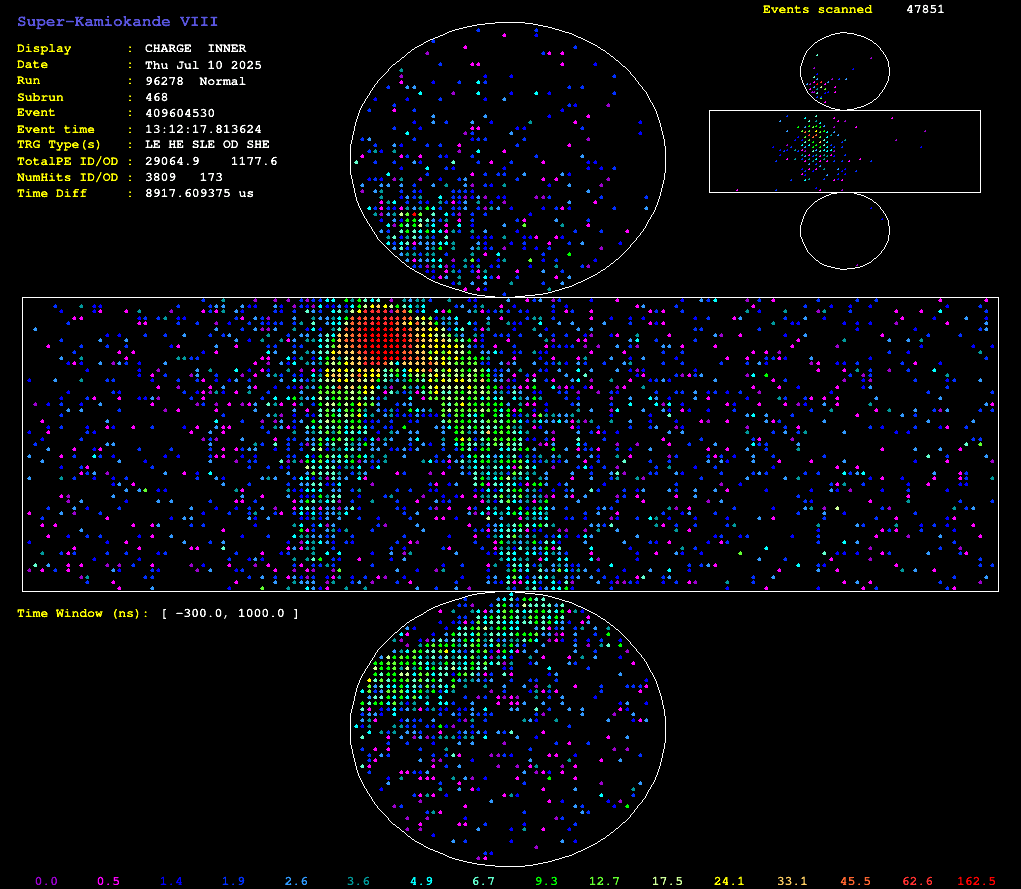 Super-Kamiokande VIII
Display : CHARGE INNER
Date : Thu Jul 10 2025
Run : 96278 Normal
Subrun : 468
Event : 409604530
Event time : 13:12:17.813624
TRG Type(s) : LE HE SLE OD SHE
TotalPE ID/OD : 29064.9 1177.6
NumHits ID/OD : 3809 173
Time Diff : 8917.609375 us
Events scanned 47851
Time Window (ns): [ -300.0, 1000.0 ]
0.0 0.5 1.4 1.9 2.6 3.6 4.9 6.7 9.3 12.7 17.5 24.1 33.1 45.5 62.6 162.5